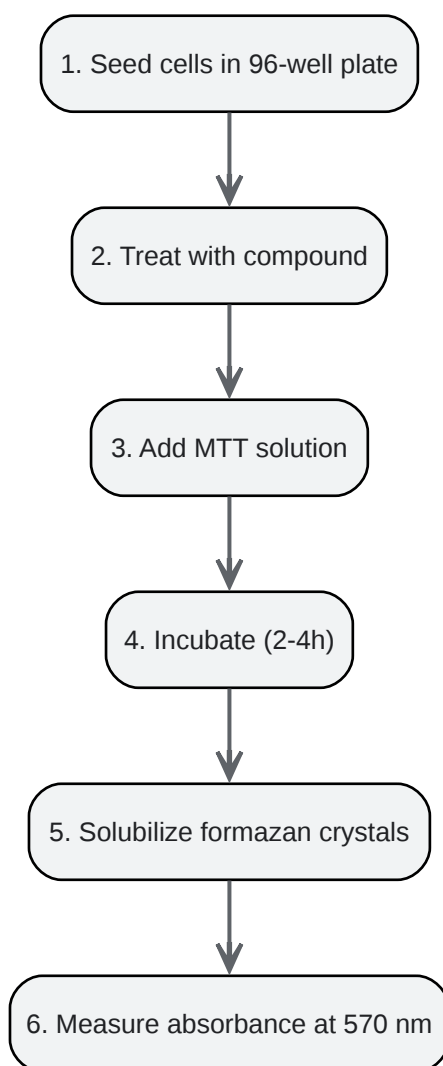 1. Seed cells in 96-well plate
2. Treat with compound
3. Add MTT solution
4. Incubate (2-4h)
5. Solubilize formazan crystals
6. Measure absorbance at 570 nm